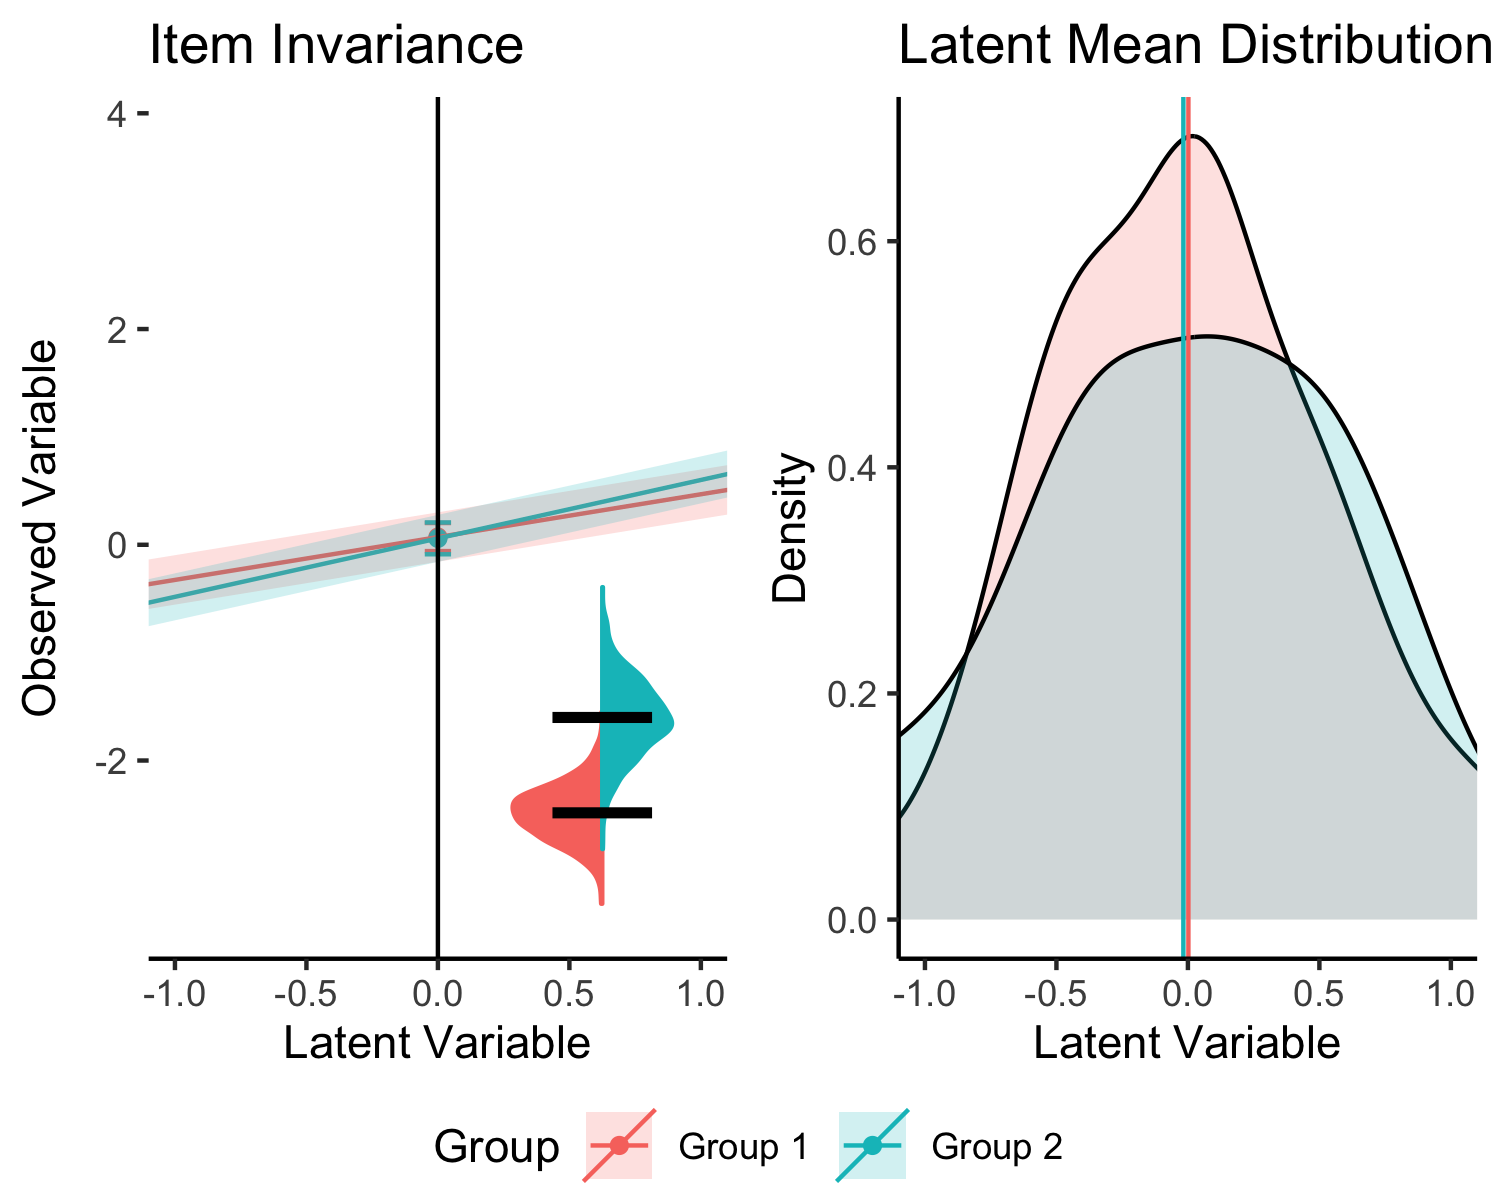 Item Invariance
Observed Variable
4
2
0
-2
-1.0 -0.5 0.0 0.5 1.0
Latent Variable
Latent Mean Distribution
Density
0.6
0.4
0.2
0.0
-1.0 -0.5 0.0 0.5 1.0
Latent Variable
Group Group 1 Group 2